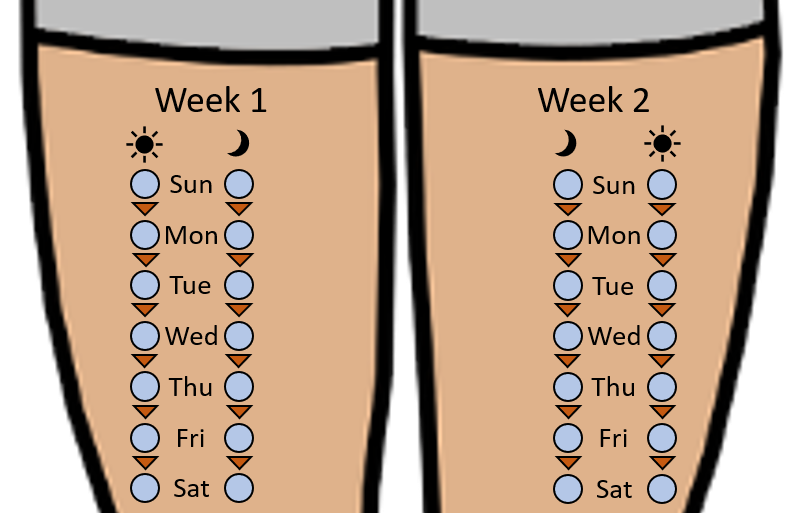 Week 1
Sun
Mon
Tue
Wed
Thu
Fri
Sat
Week 2
Sun
Mon
Tue
Wed
Thu
Fri
Sat